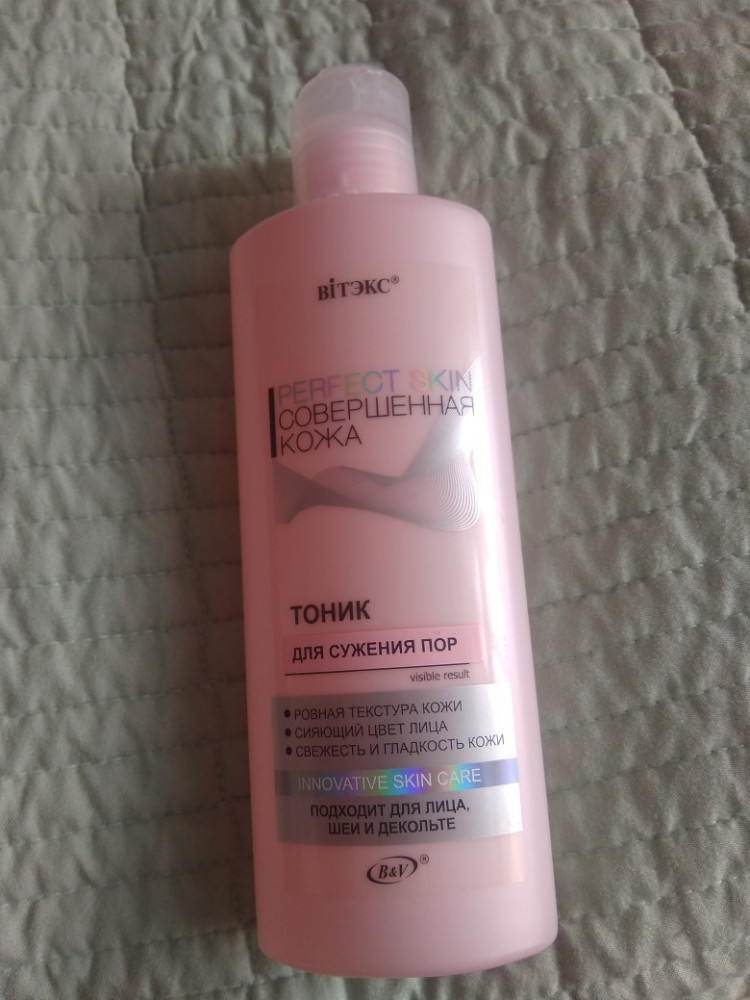 вiтэкс®
PERFECT SKIN
СОВЕРШЕННАЯ
КОЖА
ТОНИК
ДЛЯ СУЖЕНИЯ ПОР
visible result
• РОВНАЯ ТЕКСТУРА КОЖИ
• СИЯЮЩИЙ ЦВЕТ ЛИЦА
• СВЕЖЕСТЬ И ГЛАДКОСТЬ КОЖИ
INNOVATIVE SKIN CARE
ПОДХОДИТ ДЛЯ ЛИЦА,
ШЕИ И ДЕКОЛЬТЕ
B&V®